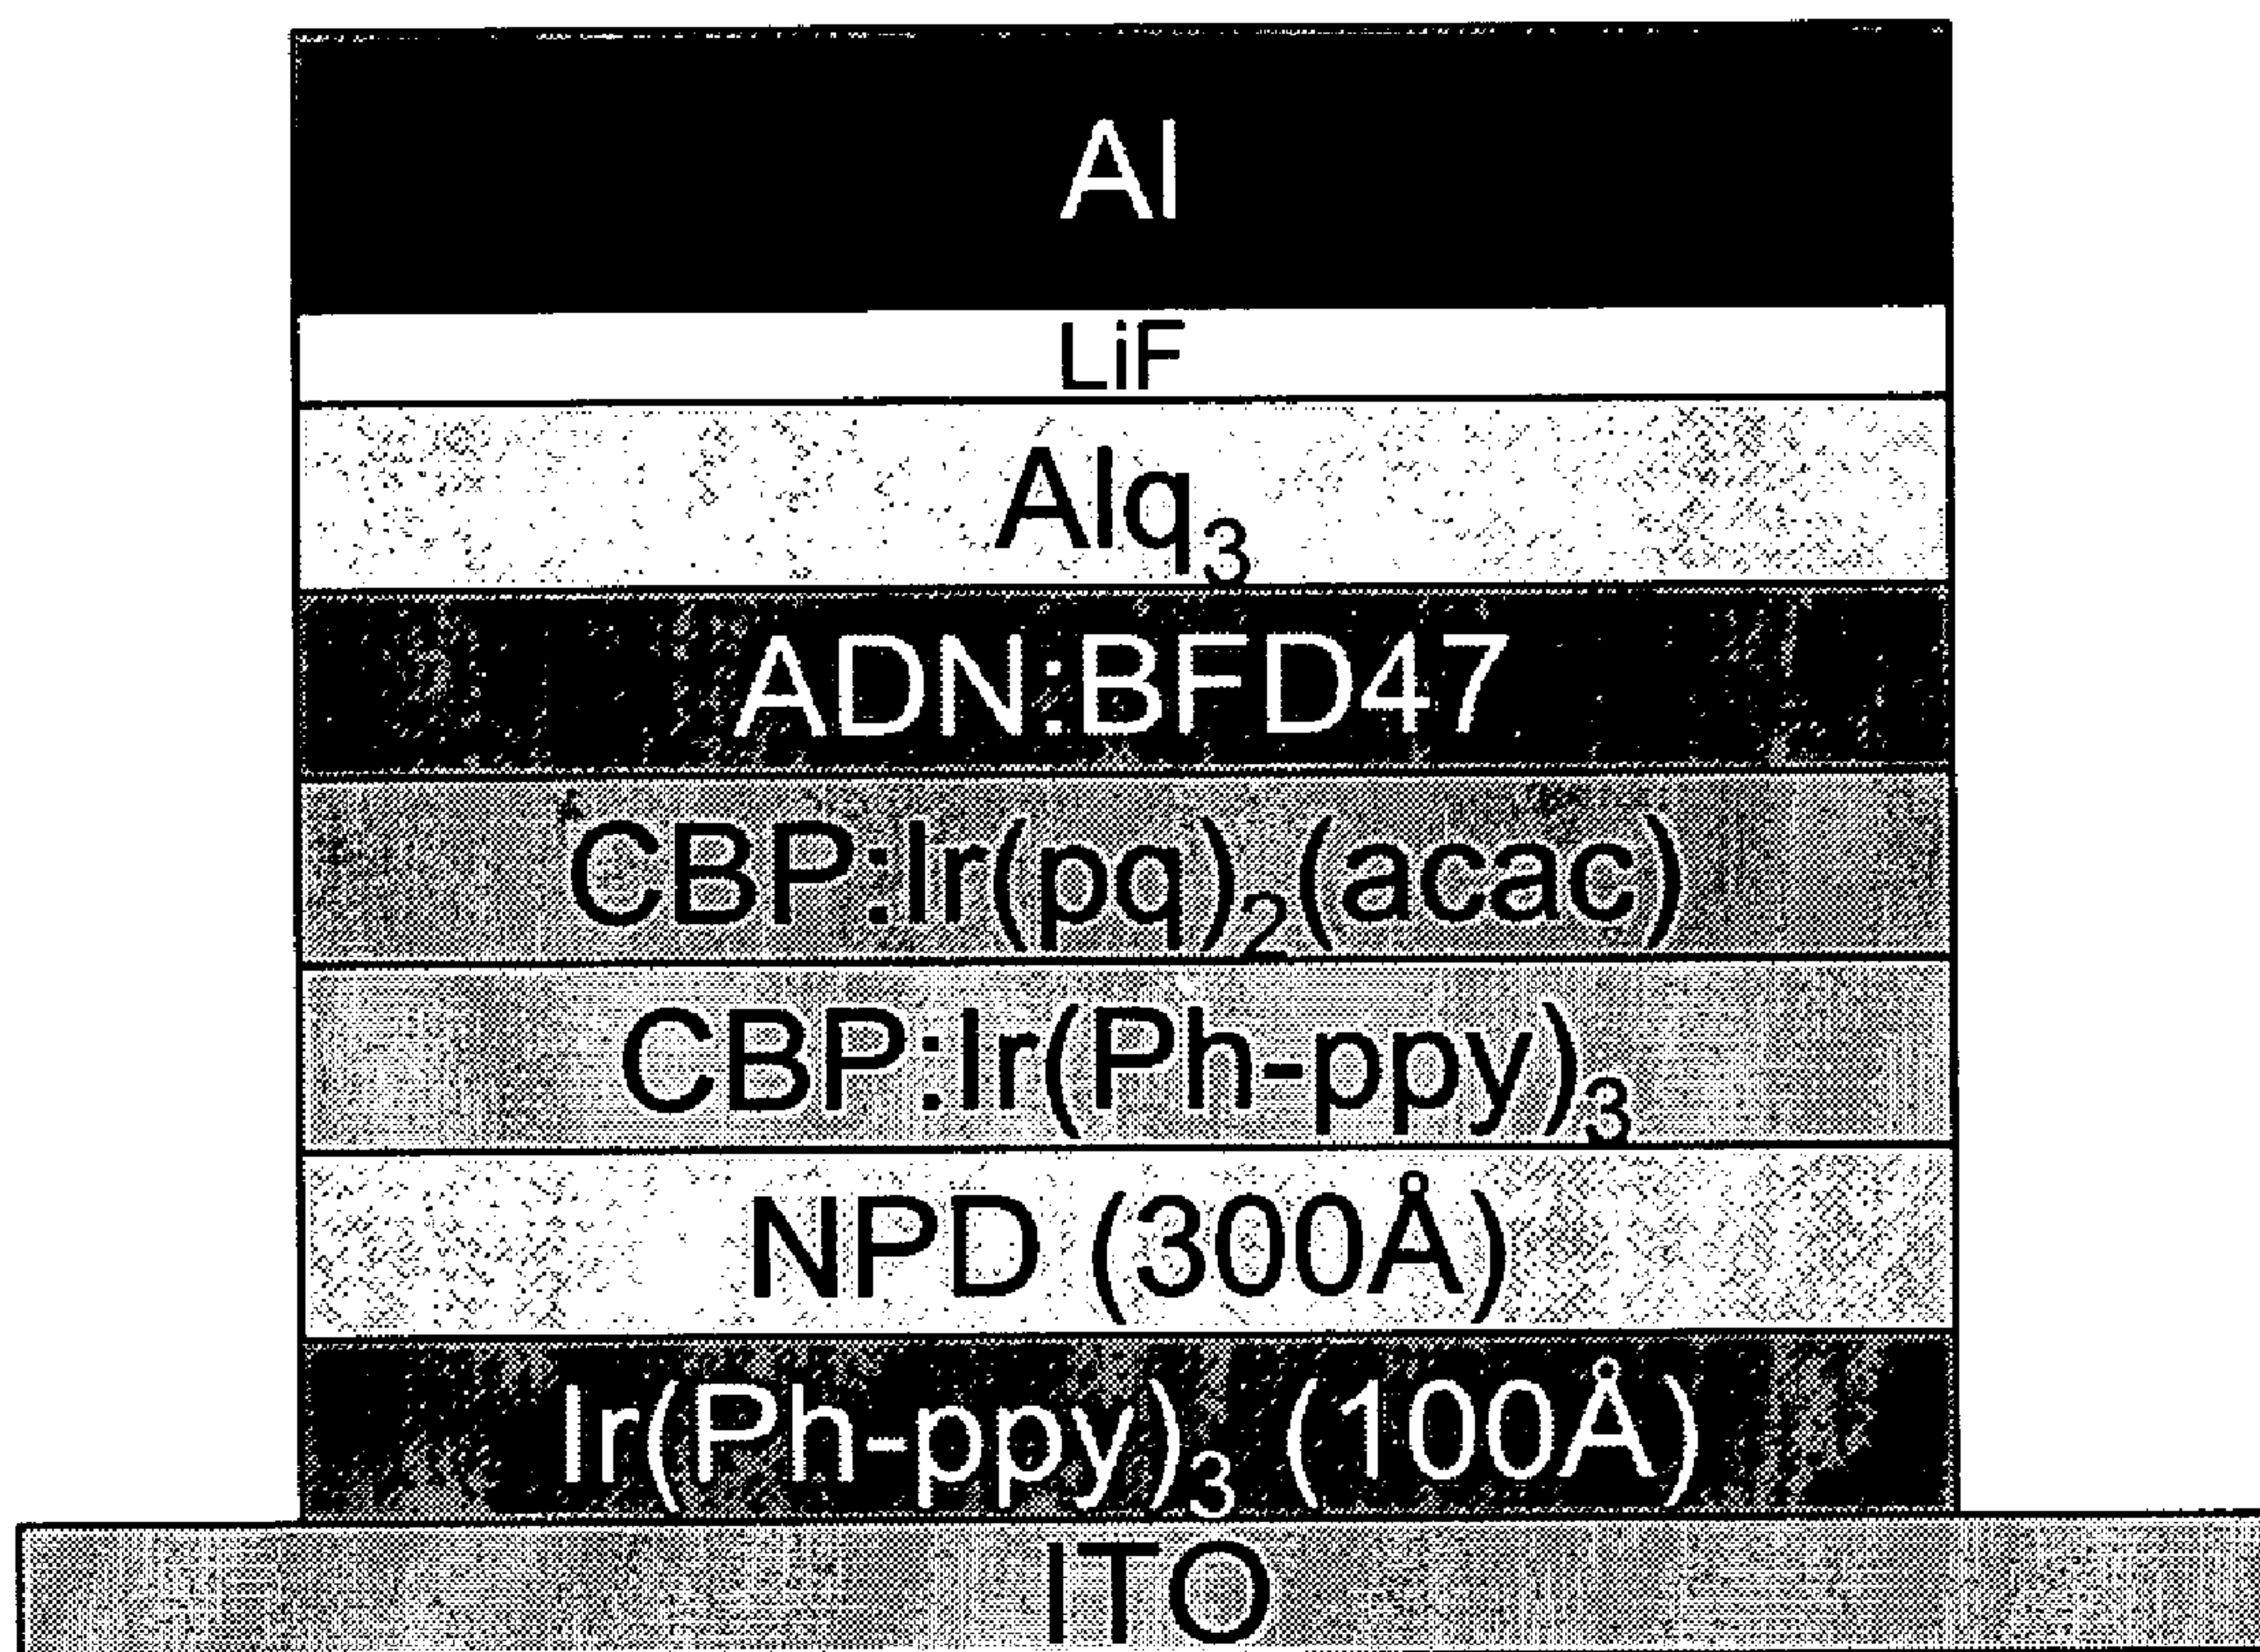 Al
LiF
Alq₃
ADN:BFD47
CBP:Ir(pq)₂(acac)
CBP:Ir(Ph-ppy)₃
NPD (300Å)
Ir(Ph-ppy)₃ (100Å)
ITO